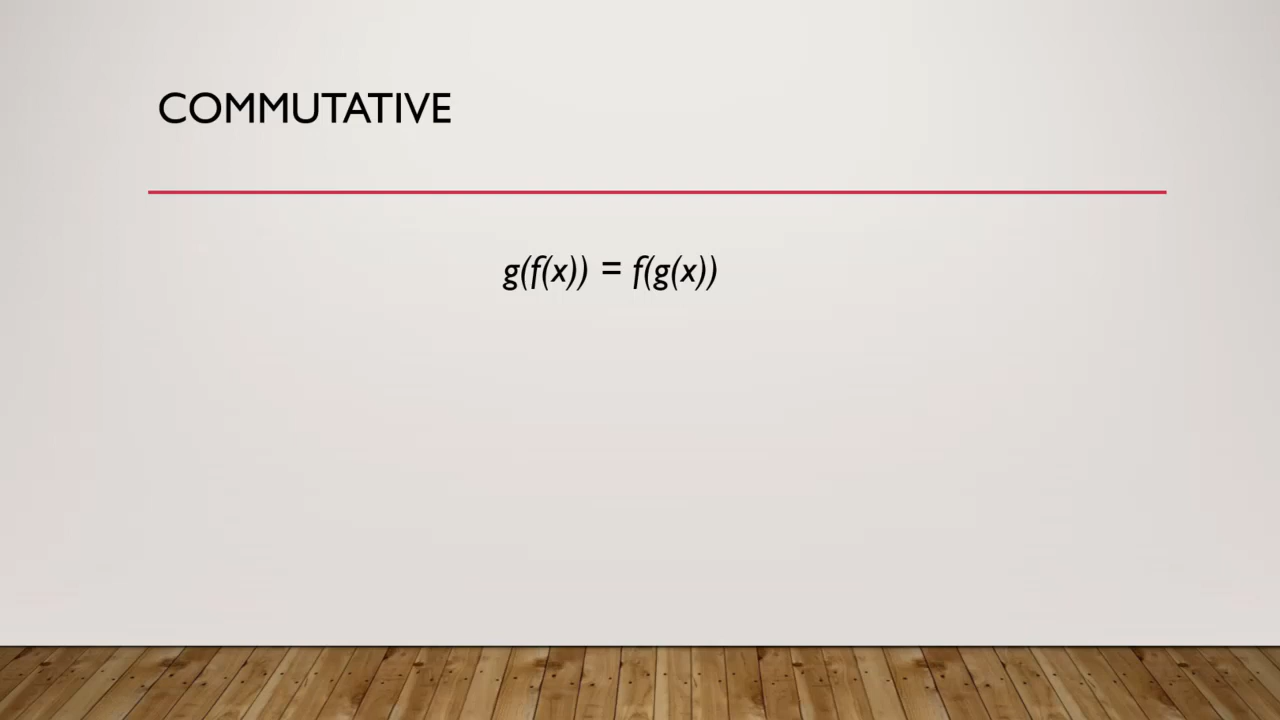 COMMUTATIVE
g(f(x)) = f(g(x))